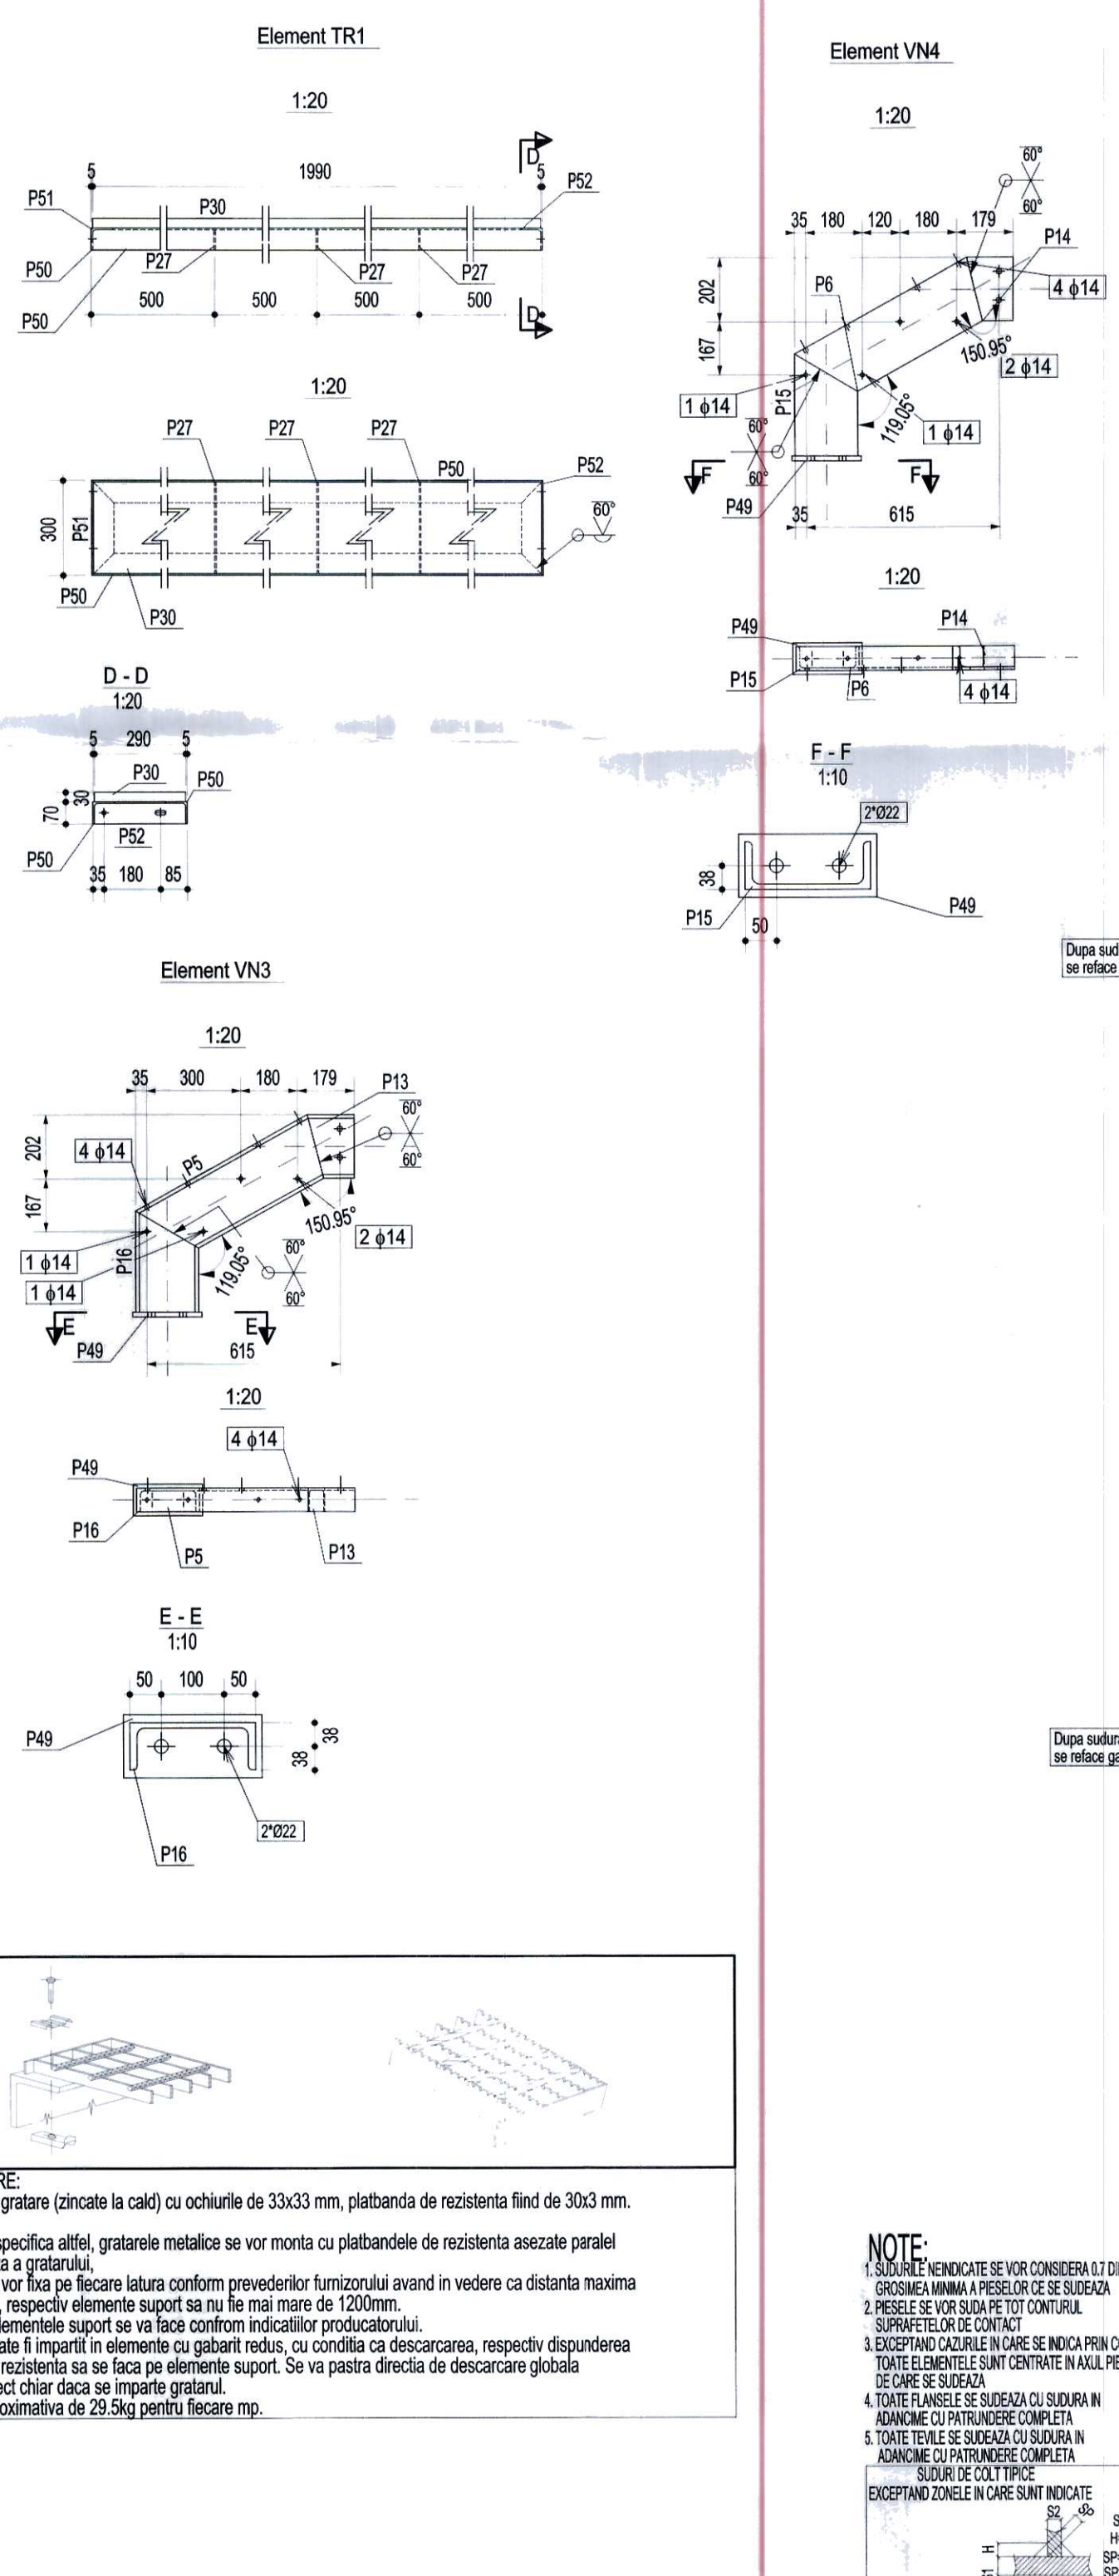 Element TR1
1:20
D
5 1990 5
P51
P30
P52
P50
P27
P27
P27
500 500 500 500
P50
D
1:20
P27 P27 P27
P50
P52
300
P51
60°
P50
P30
D - D
1:20
5 290 5
P30
P50
30
70
P52
P50
35 180 85
Element VN3
1:20
35 300 180 179
P13
60°
60°
202
4 ϕ14
P5
167
150.95°
2 ϕ14
1 ϕ14
P16
1 ϕ14
119.05°
60°
60°
E E
P49
615
1:20
4 ϕ14
P49
P16
P5
P13
E - E
1:10
50 100 50
P49
38
38
2*Ø22
P16
RE:
gratare (zincate la cald) cu ochiurile de 33x33 mm, platbanda de rezistenta fiind de 30x3 mm.
specifica altfel, gratarele metalice se vor monta cu platbandele de rezistenta asezate paralel
a a gratarului,
vor fixa pe fiecare latura conform prevederilor furnizorului avand in vedere ca distanta maxima
, respectiv elemente suport sa nu fie mai mare de 1200mm.
lementele suport se va face confrom indicatiilor producatorului.
ate fi impartit in elemente cu gabarit redus, cu conditia ca descarcarea, respectiv dispunerea
rezistenta sa se faca pe elemente suport. Se va pastra directia de descarcare globala
ect chiar daca se imparte gratarul.
oximativa de 29.5kg pentru fiecare mp.
Element VN4
1:20
60°
60°
35 180 120 180 179
P14
P6
4 ϕ14
202
167
150.95°
2 ϕ14
1 ϕ14
P15
119.05°
1 ϕ14
60°
60°
F F
P49
35 615
1:20
P49
P14
P15
P6
4 ϕ14
F - F
1:10
2*Ø22
38
P15
50
P49
Dupa sud
se reface
Dupa sudura
se reface ga
NOTE:
1. SUDURILE NEINDICATE SE VOR CONSIDERA 0.7 DI
GROSIMEA MINIMA A PIESELOR CE SE SUDEAZA
2. PIESELE SE VOR SUDA PE TOT CONTURUL
SUPRAFETELOR DE CONTACT
3. EXCEPTAND CAZURILE IN CARE SE INDICA PRIN C
TOATE ELEMENTELE SUNT CENTRATE IN AXUL PIE
DE CARE SE SUDEAZA
4. TOATE FLANSELE SE SUDEAZA CU SUDURA IN
ADANCIME CU PATRUNDERE COMPLETA
5. TOATE TEVILE SE SUDEAZA CU SUDURA IN
ADANCIME CU PATRUNDERE COMPLETA
SUDURI DE COLT TIPICE
EXCEPTAND ZONELE IN CARE SUNT INDICATE
S2
SP
H
S
H
SP
SP